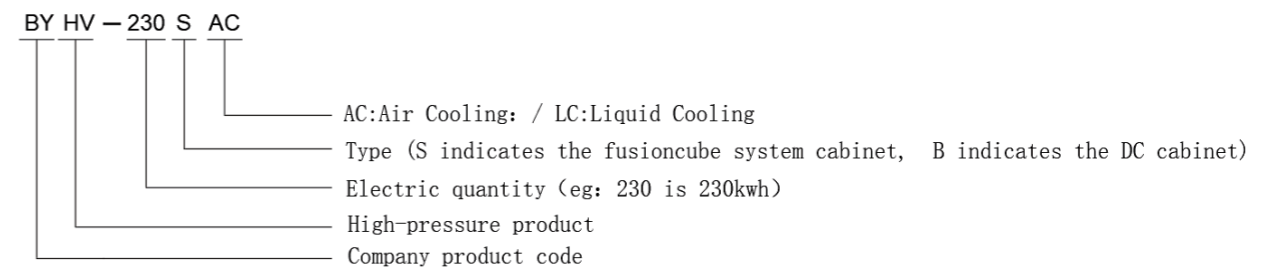 BY HV — 230 S AC
AC:Air Cooling：/ LC:Liquid Cooling
Type (S indicates the fusioncube system cabinet, B indicates the DC cabinet)
Electric quantity（eg：230 is 230kwh）
High-pressure product
Company product code